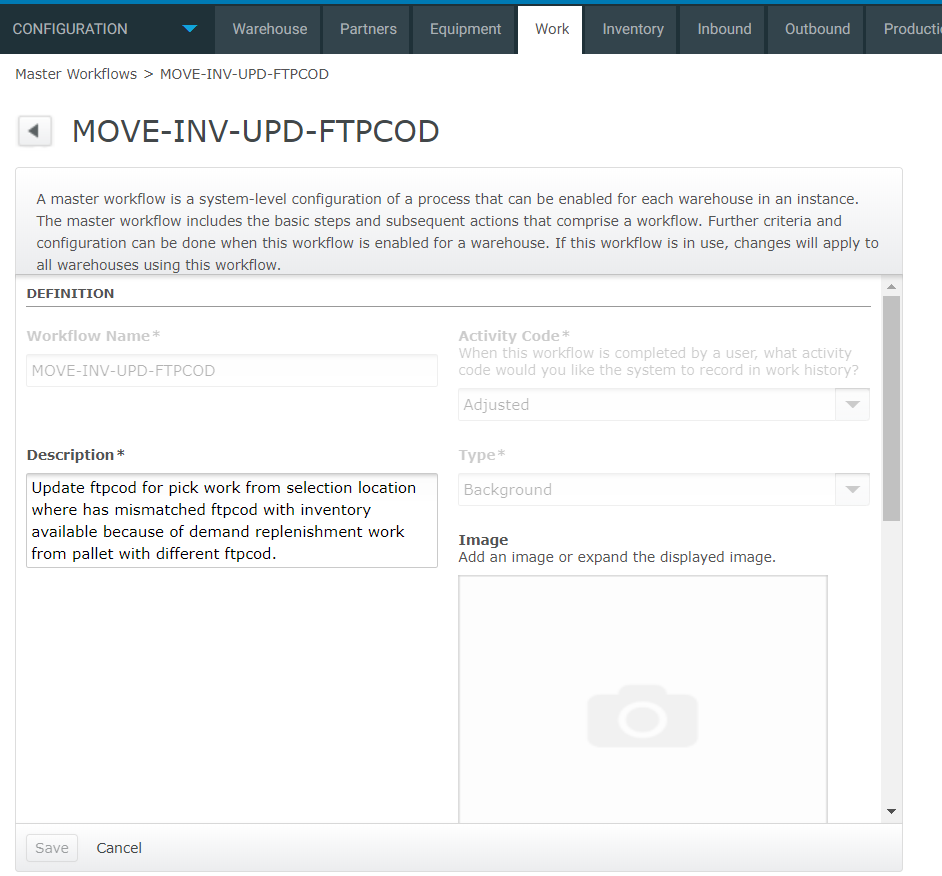 CONFIGURATION Warehouse Partners Equipment Work Inventory Inbound Outbound
Master Workflows > MOVE-INV-UPD-FTPCOD
MOVE-INV-UPD-FTPCOD
A master workflow is a system-level configuration of a process that can be enabled for each warehouse in an instance.
The master workflow includes the basic steps and subsequent actions that comprise a workflow. Further criteria and
configuration can be done when this workflow is enabled for a warehouse. If this workflow is in use, changes will apply to
all warehouses using this workflow.
DEFINITION
Workflow Name*
MOVE-INV-UPD-FTPCOD
Activity Code*
When this workflow is completed by a user, what activity
code would you like the system to record in work history?
Adjusted
Description*
Update ftpcod for pick work from selection location
where has mismatched ftpcod with inventory
available because of demand replenishment work
from pallet with different ftpcod.
Type*
Background
Image
Add an image or expand the displayed image.
Save Cancel